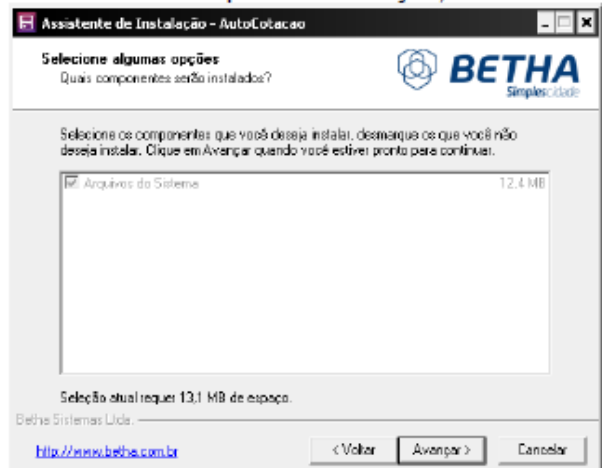 Assistente de Instalação - AutoCotacao
Selecione algumas opções
Quais componentes serão instalados?
BETHA
Simplescidade
Selecione os componentes que você deseja instalar, desmarque os que você não
deseja instalar. Clique em Avançar quando você estiver pronto para continuar.
Arquivos do Sistema 12,4 MB
Seleção atual requer 13,1 MB de espaço.
Betha Sistemas Ltda.
http://www.betha.com.br
< Voltar Avançar > Cancelar